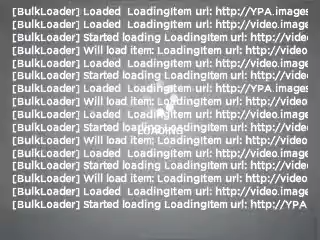 [BulkLoader] Loaded LoadingItem url: http://YPA.images
[BulkLoader] Loaded LoadingItem url: http://video.image
[BulkLoader] Started loading LoadingItem url: http://vide
[BulkLoader] Will load item: LoadingItem url: http://video
[BulkLoader] Loaded LoadingItem url: http://video.image
[BulkLoader] Started loading LoadingItem url: http://vide
[BulkLoader] Loaded LoadingItem url: http://YPA.images
[BulkLoader] Will load item: LoadingItem url: http://video
[BulkLoader] Loaded LoadingItem url: http://video.image
[BulkLoader] Started loading LoadingItem url: http://vide
LOADING
[BulkLoader] Will load item: LoadingItem url: http://video
[BulkLoader] Loaded LoadingItem url: http://video.image
[BulkLoader] Started loading LoadingItem url: http://vide
[BulkLoader] Will load item: LoadingItem url: http://video
[BulkLoader] Loaded LoadingItem url: http://video.image
[BulkLoader] Started loading LoadingItem url: http://YPA